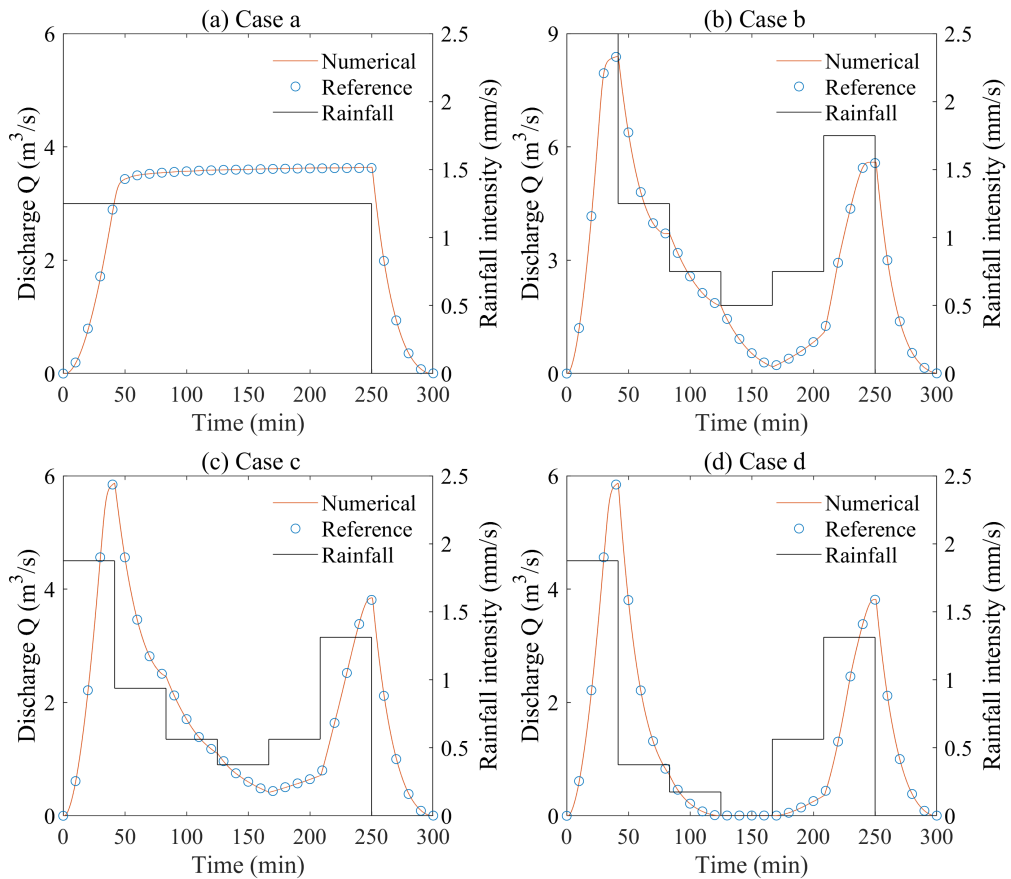 (a) Case a
Discharge Q (m³/s)
6
4
2
0
2.5
2
1.5
1
0.5
0
Rainfall intensity (mm/s)
Numerical
Reference
Rainfall
0 50 100 150 200 250 300
Time (min)
(b) Case b
Discharge Q (m³/s)
9
6
3
0
2.5
2
1.5
1
0.5
0
Rainfall intensity (mm/s)
Numerical
Reference
Rainfall
0 50 100 150 200 250 300
Time (min)
(c) Case c
Discharge Q (m³/s)
6
4
2
0
2.5
2
1.5
1
0.5
0
Rainfall intensity (mm/s)
Numerical
Reference
Rainfall
0 50 100 150 200 250 300
Time (min)
(d) Case d
Discharge Q (m³/s)
6
4
2
0
2.5
2
1.5
1
0.5
0
Rainfall intensity (mm/s)
Numerical
Reference
Rainfall
0 50 100 150 200 250 300
Time (min)